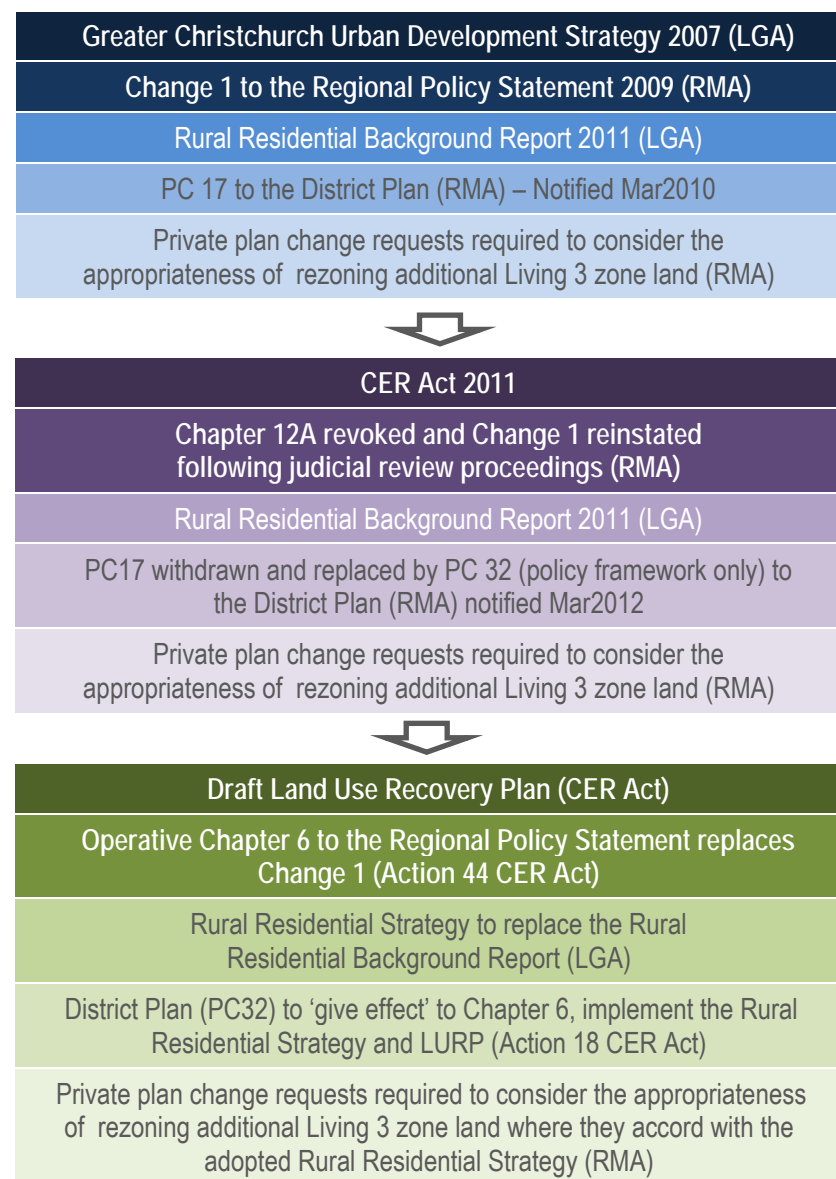 Greater Christchurch Urban Development Strategy 2007 (LGA)
Change 1 to the Regional Policy Statement 2009 (RMA)
Rural Residential Background Report 2011 (LGA)
PC 17 to the District Plan (RMA) – Notified Mar2010
Private plan change requests required to consider the
appropriateness of rezoning additional Living 3 zone land (RMA)
CER Act 2011
Chapter 12A revoked and Change 1 reinstated
following judicial review proceedings (RMA)
Rural Residential Background Report 2011 (LGA)
PC17 withdrawn and replaced by PC 32 (policy framework only) to
the District Plan (RMA) notified Mar2012
Private plan change requests required to consider the
appropriateness of rezoning additional Living 3 zone land (RMA)
Draft Land Use Recovery Plan (CER Act)
Operative Chapter 6 to the Regional Policy Statement replaces
Change 1 (Action 44 CER Act)
Rural Residential Strategy to replace the Rural
Residential Background Report (LGA)
District Plan (PC32) to ‘give effect’ to Chapter 6, implement the Rural
Residential Strategy and LURP (Action 18 CER Act)
Private plan change requests required to consider the appropriateness
of rezoning additional Living 3 zone land where they accord with the
adopted Rural Residential Strategy (RMA)